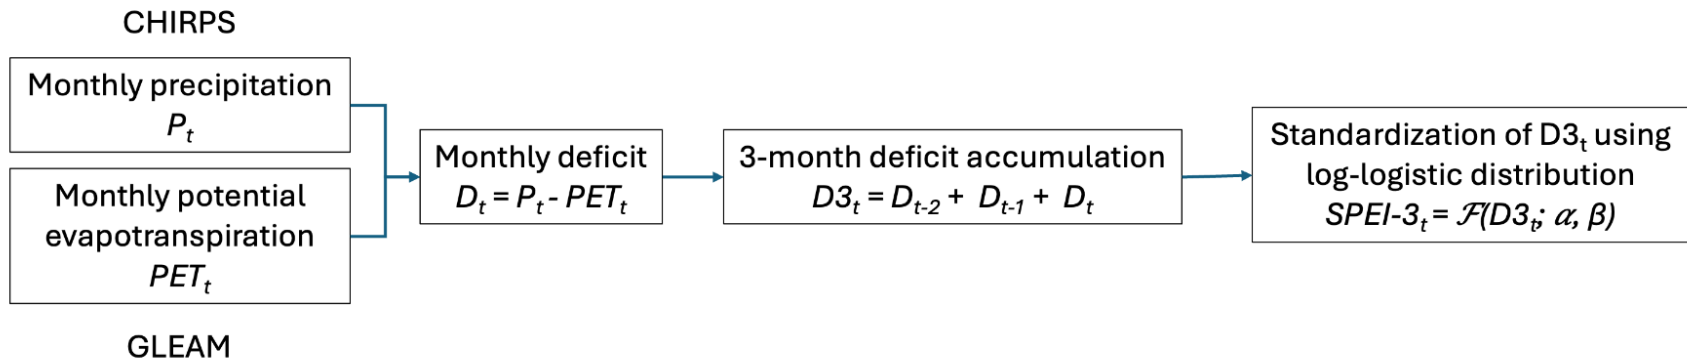 CHIRPS
Monthly precipitation
Pₜ
Monthly potential
evapotranspiration
PETₜ
GLEAM
Monthly deficit
Dₜ = Pₜ - PETₜ
3-month deficit accumulation
D3ₜ = Dₜ₋₂ + Dₜ₋₁ + Dₜ
Standardization of D3ₜ using
log-logistic distribution
SPEI-3ₜ = ℱ(D3ₜ; α, β)